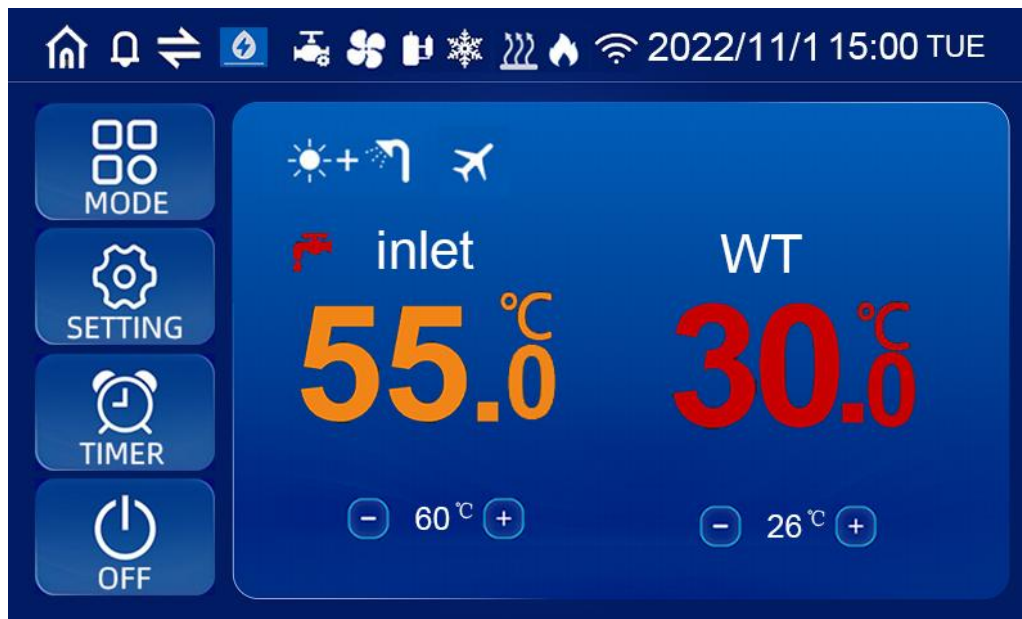 2022/11/1 15:00 TUE
MODE
SETTING
TIMER
OFF
inlet
WT
55.0℃
30.0℃
- 60℃ +
- 26℃ +